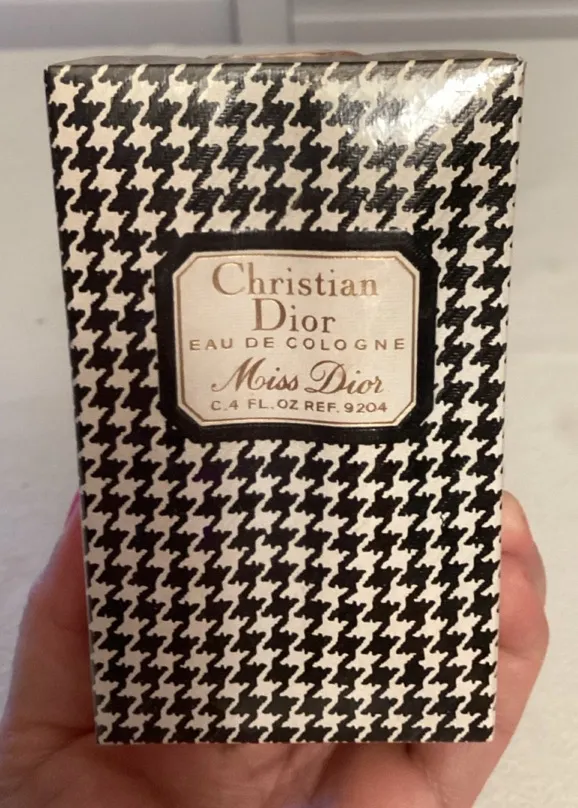 Christian
Dior
EAU DE COLOGNE
Miss Dior
C.4 FL.OZ REF.9204